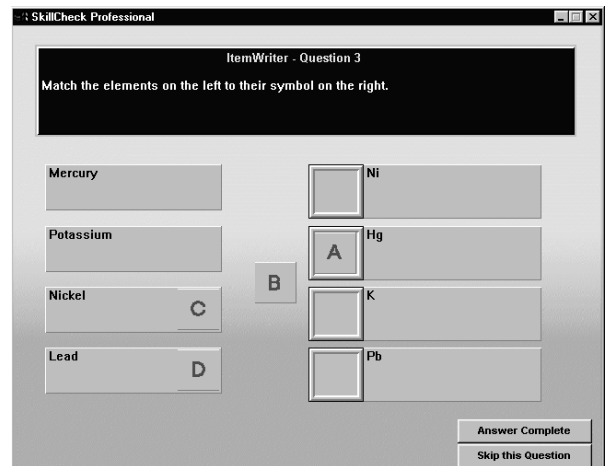 SkillCheck Professional
ItemWriter - Question 3
Match the elements on the left to their symbol on the right.
Mercury
Ni
Potassium
A
Hg
B
Nickel
C
K
Lead
D
Pb
Answer Complete
Skip this Question